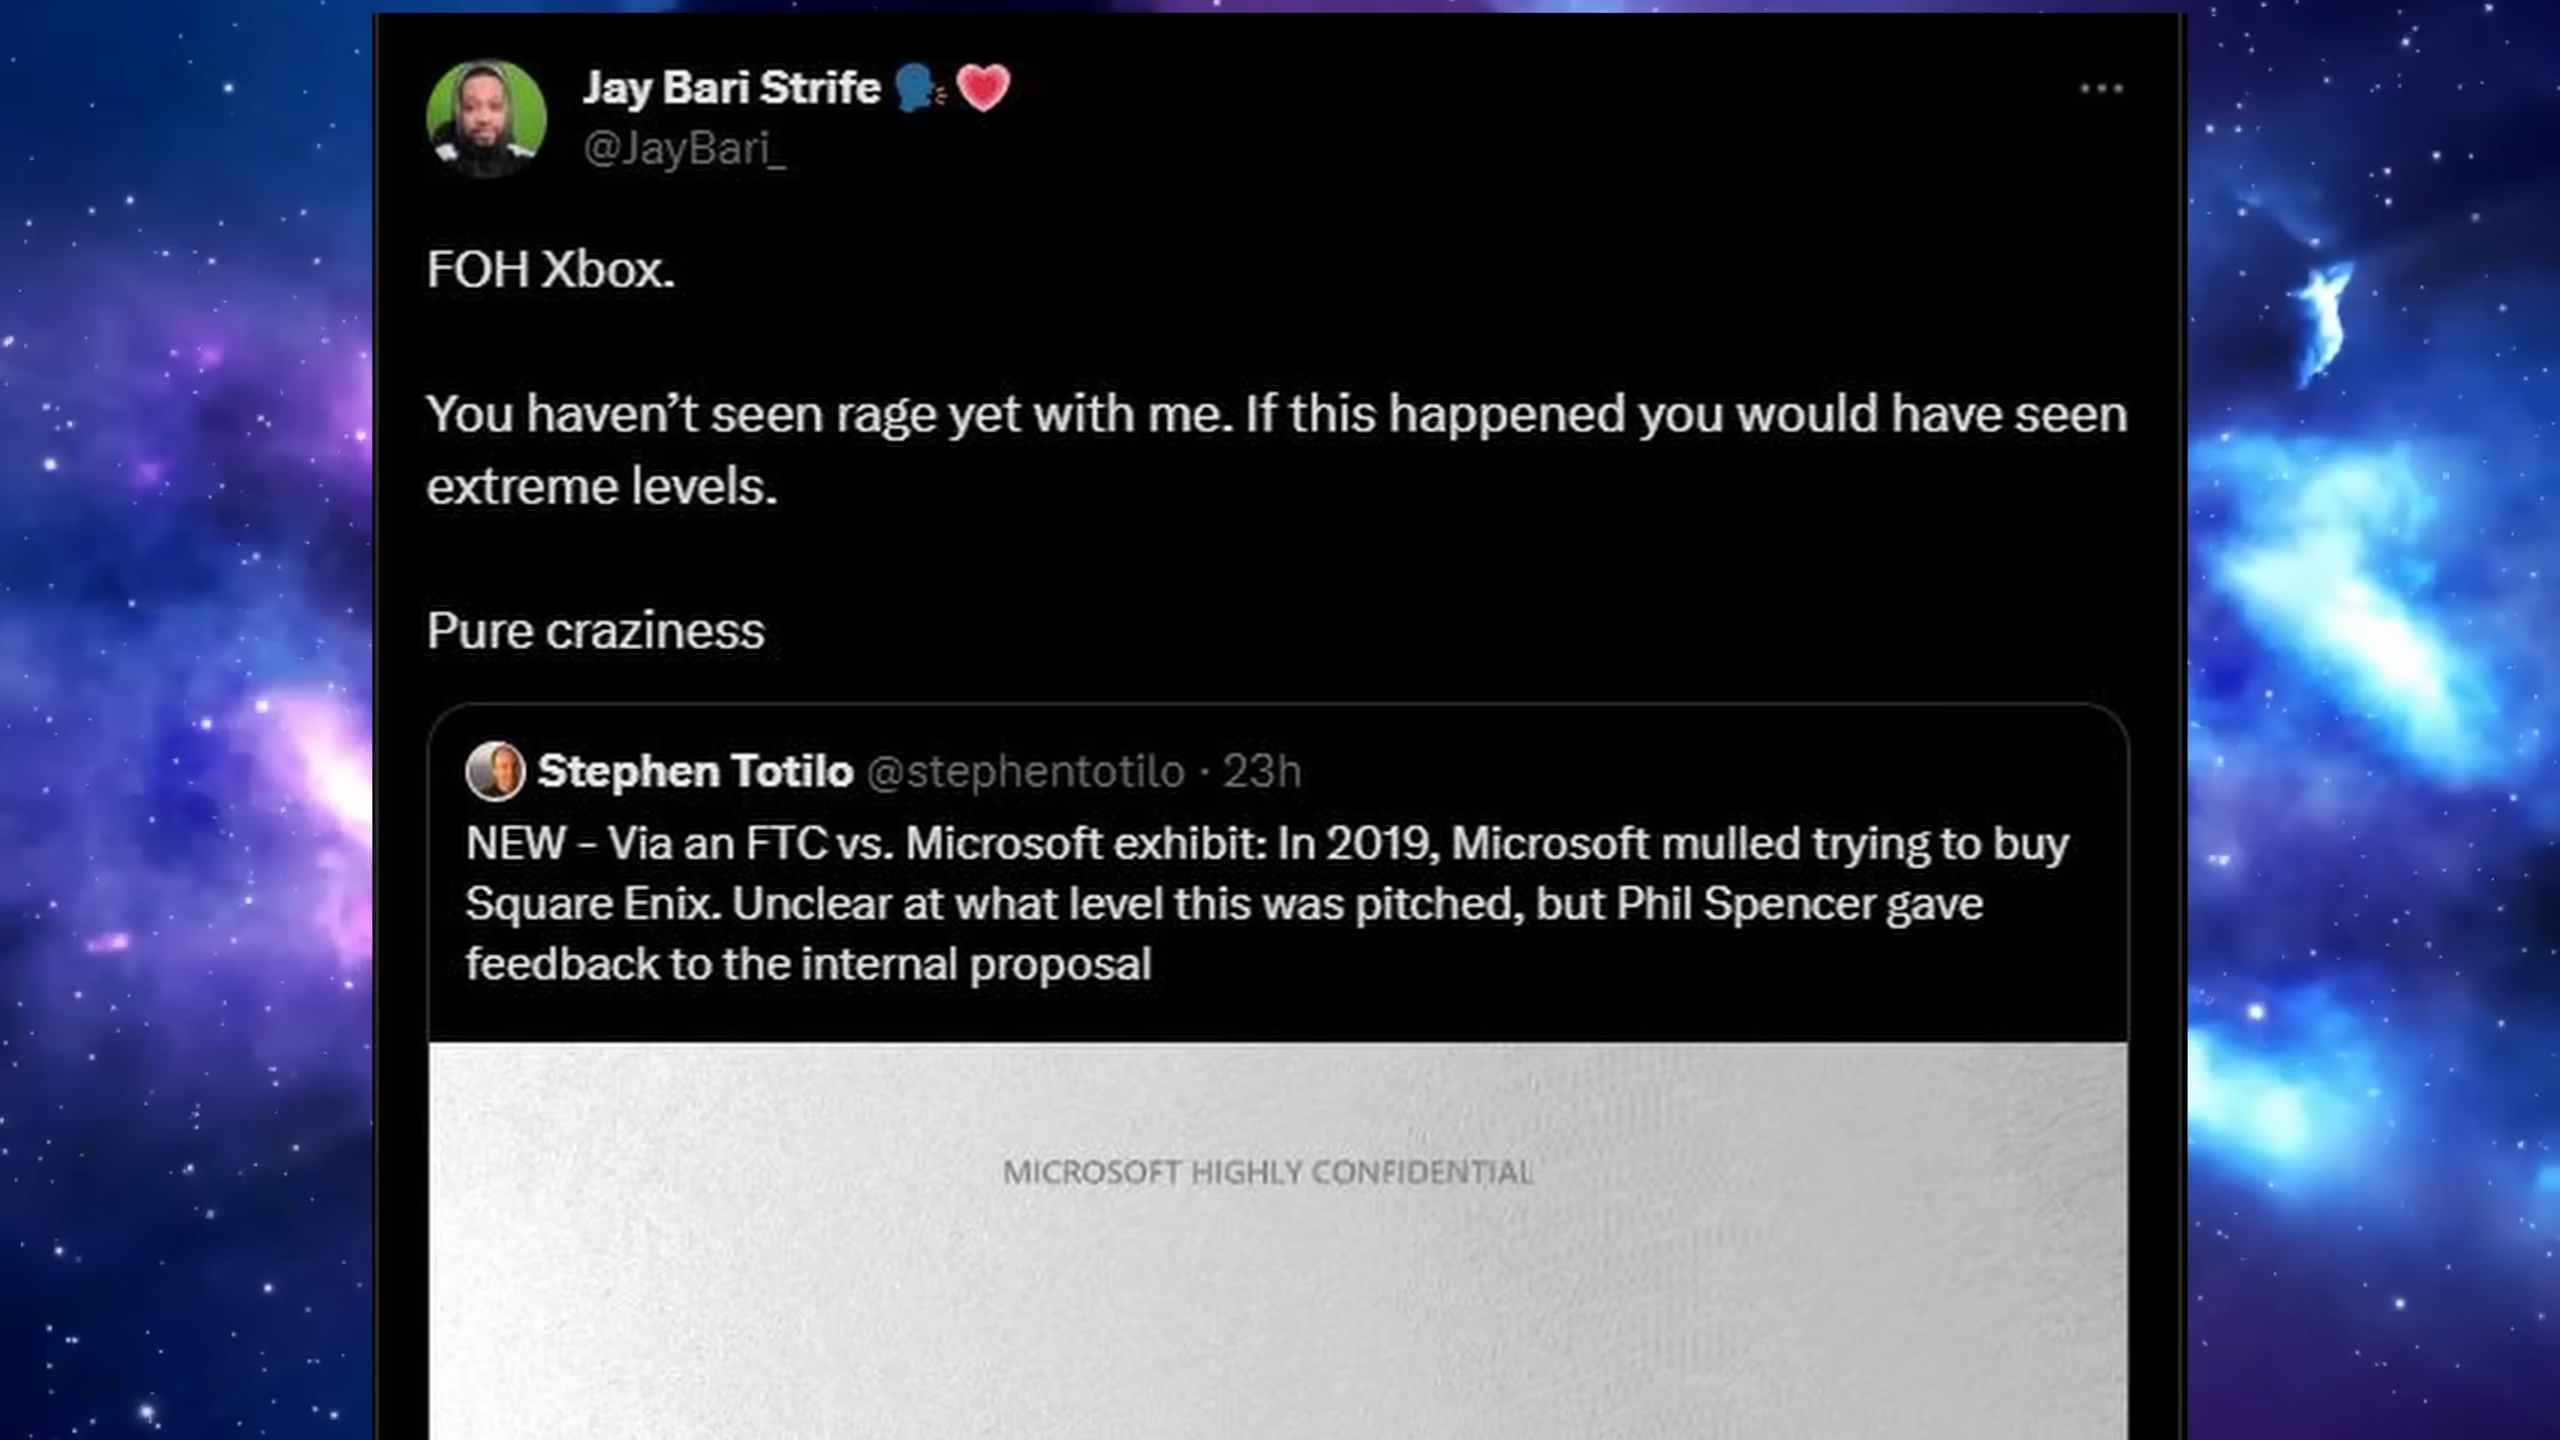 Jay Bari Strife 🗣️❤️
@JayBari_
FOH Xbox.
You haven’t seen rage yet with me. If this happened you would have seen
extreme levels.
Pure craziness
Stephen Totilo @stephentotilo · 23h
NEW – Via an FTC vs. Microsoft exhibit: In 2019, Microsoft mulled trying to buy
Square Enix. Unclear at what level this was pitched, but Phil Spencer gave
feedback to the internal proposal
MICROSOFT HIGHLY CONFIDENTIAL